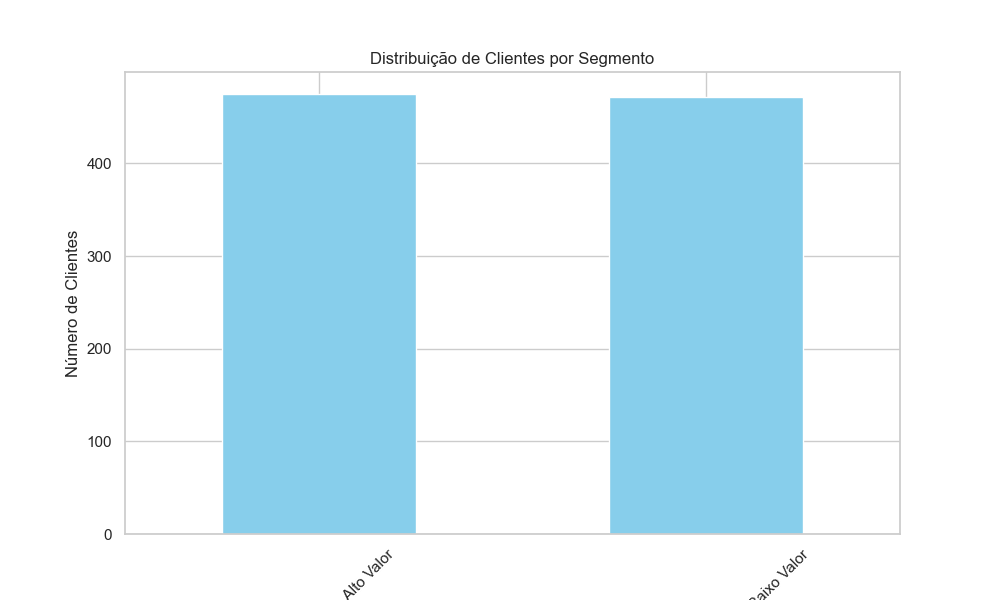 Distribuição de Clientes por Segmento
Número de Clientes
400
300
200
100
0
Alto Valor
Baixo Valor